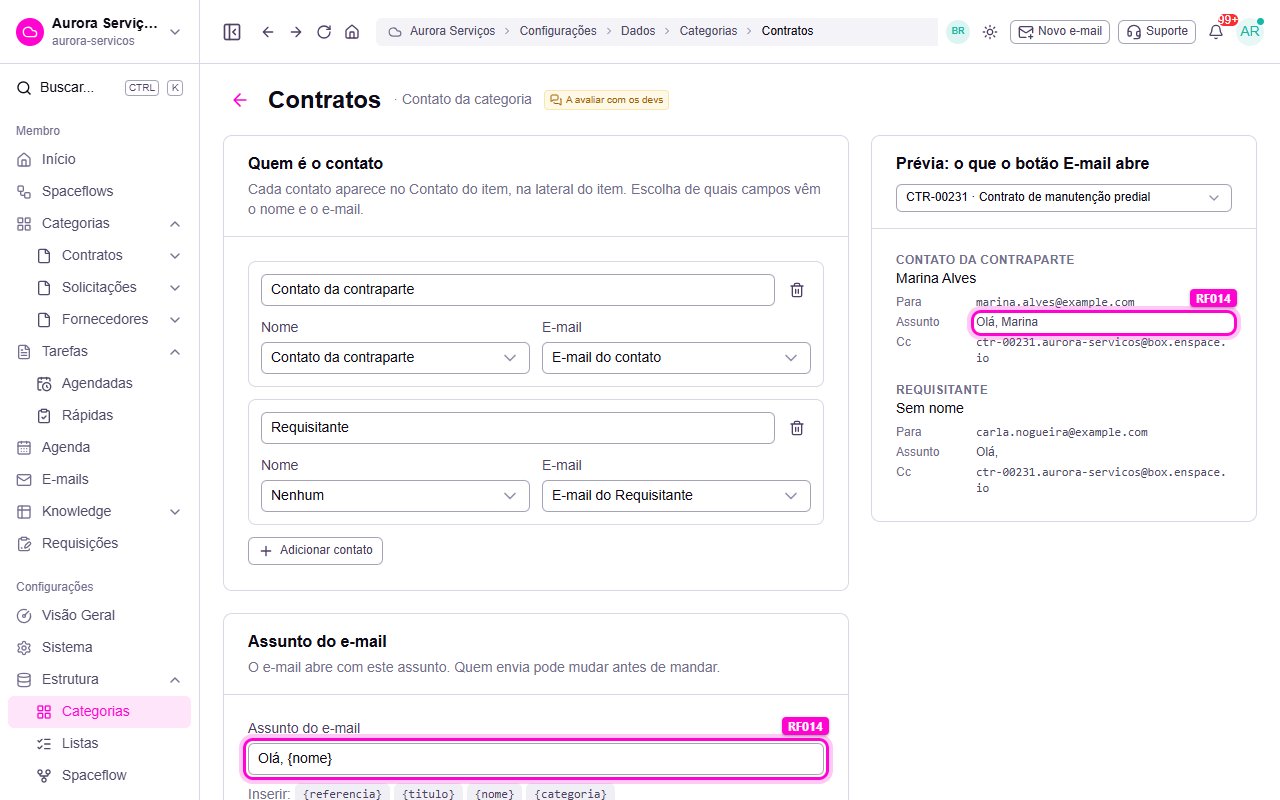 Aurora Serviç...
aurora-servicos
Aurora Serviços > Configurações > Dados > Categorias > Contratos
BR
Novo e-mail
Suporte
99+
AR
Buscar...
CTRL
K
Membro
Início
Spaceflows
Categorias
Contratos
Solicitações
Fornecedores
Tarefas
Agendadas
Rápidas
Agenda
E-mails
Knowledge
Requisições
Configurações
Visão Geral
Sistema
Estrutura
Categorias
Listas
Spaceflow
Contratos · Contato da categoria
A avaliar com os devs
Quem é o contato
Cada contato aparece no Contato do item, na lateral do item. Escolha de quais campos vêm
o nome e o e-mail.
Contato da contraparte
Nome
E-mail
Contato da contraparte
E-mail do contato
Requisitante
Nome
E-mail
Nenhum
E-mail do Requisitante
Adicionar contato
Assunto do e-mail
O e-mail abre com este assunto. Quem envia pode mudar antes de mandar.
Assunto do e-mail
RF014
Olá, {nome}
Inserir: {referencia} {titulo} {nome} {categoria}
Prévia: o que o botão E-mail abre
CTR-00231 · Contrato de manutenção predial
CONTATO DA CONTRAPARTE
Marina Alves
Para marina.alves@example.com
RF014
Assunto Olá, Marina
Cc ctr-00231.aurora-servicos@box.enspace.
io
REQUISITANTE
Sem nome
Para carla.nogueira@example.com
Assunto Olá,
Cc ctr-00231.aurora-servicos@box.enspace.
io